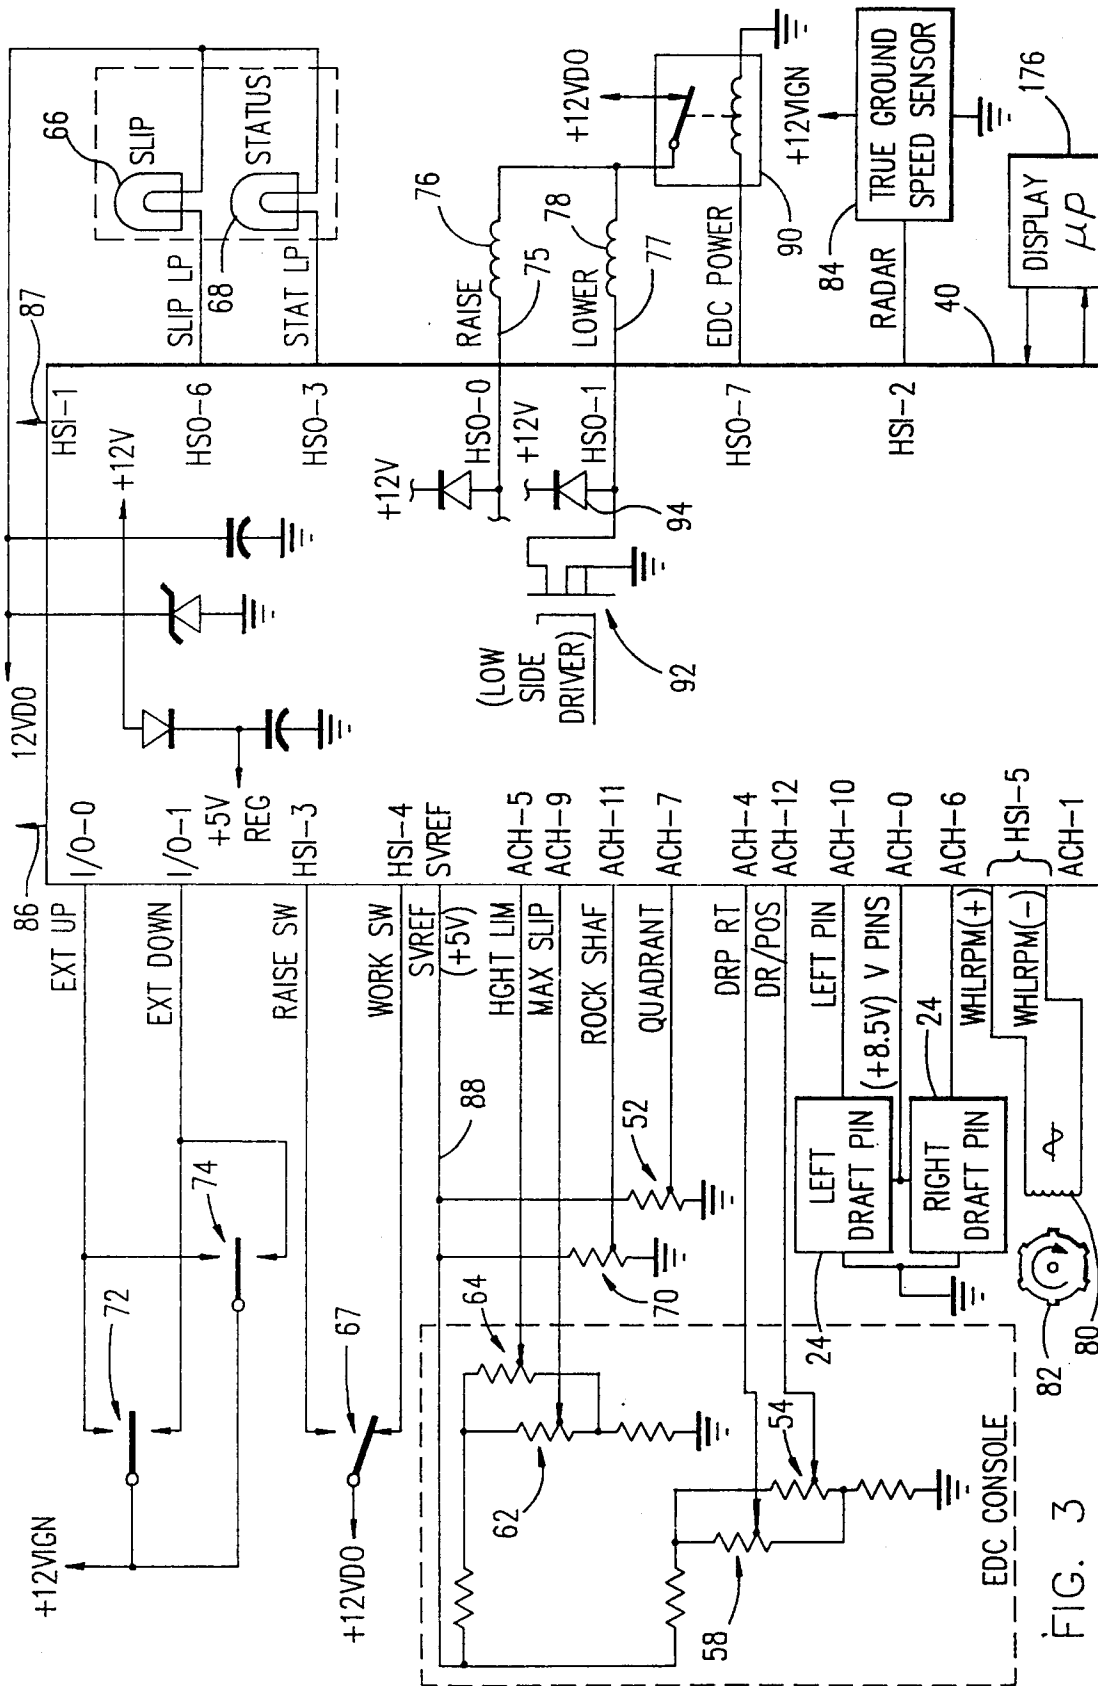 +12VIGN
72
74
EXT UP
EXT DOWN
86
I/O-0
I/O-1
12VDO
+12V
+5V
REG
87
HSI-1
HSO-6
HSO-3
SLIP LP
STAT LP
66
68
SLIP
STATUS
+12VDO
67
RAISE SW
WORK SW
HSI-3
HSI-4
SVREF
(+5V)
SVREF
88
64
62
70
52
HGHT LIM
MAX SLIP
ROCK SHAF
QUADRANT
ACH-5
ACH-9
ACH-11
ACH-7
(LOW
SIDE
DRIVER)
92
94
+12V
HSO-0
+12V
HSO-1
RAISE
75
76
LOWER
77
78
+12VDO
90
EDC POWER
HSO-7
58
54
EDC CONSOLE
DRP RT
DR/POS
ACH-4
ACH-12
24
LEFT
DRAFT PIN
RIGHT
DRAFT PIN
24
LEFT PIN
(+8.5V) V PINS
ACH-10
ACH-0
ACH-6
82
80
WHLRPM(+)
WHLRPM(-)
HSI-5
ACH-1
HSI-2
RADAR
84
+12VIGN
TRUE GROUND
SPEED SENSOR
40
DISPLAY
μP
176
FIG. 3